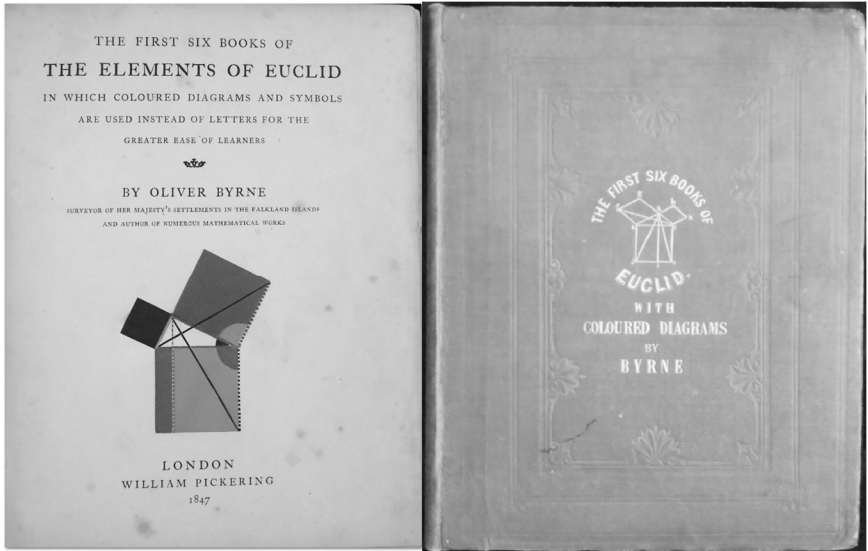 THE FIRST SIX BOOKS OF
THE ELEMENTS OF EUCLID
IN WHICH COLOURED DIAGRAMS AND SYMBOLS
ARE USED INSTEAD OF LETTERS FOR THE
GREATER EASE OF LEARNERS
BY OLIVER BYRNE
SURVEYOR OF HER MAJESTY'S SETTLEMENTS IN THE FALKLAND ISLANDS
AND AUTHOR OF NUMEROUS MATHEMATICAL WORKS
LONDON
WILLIAM PICKERING
1847
THE FIRST SIX BOOKS OF
EUCLID.
WITH
COLOURED DIAGRAMS
BY
BYRNE